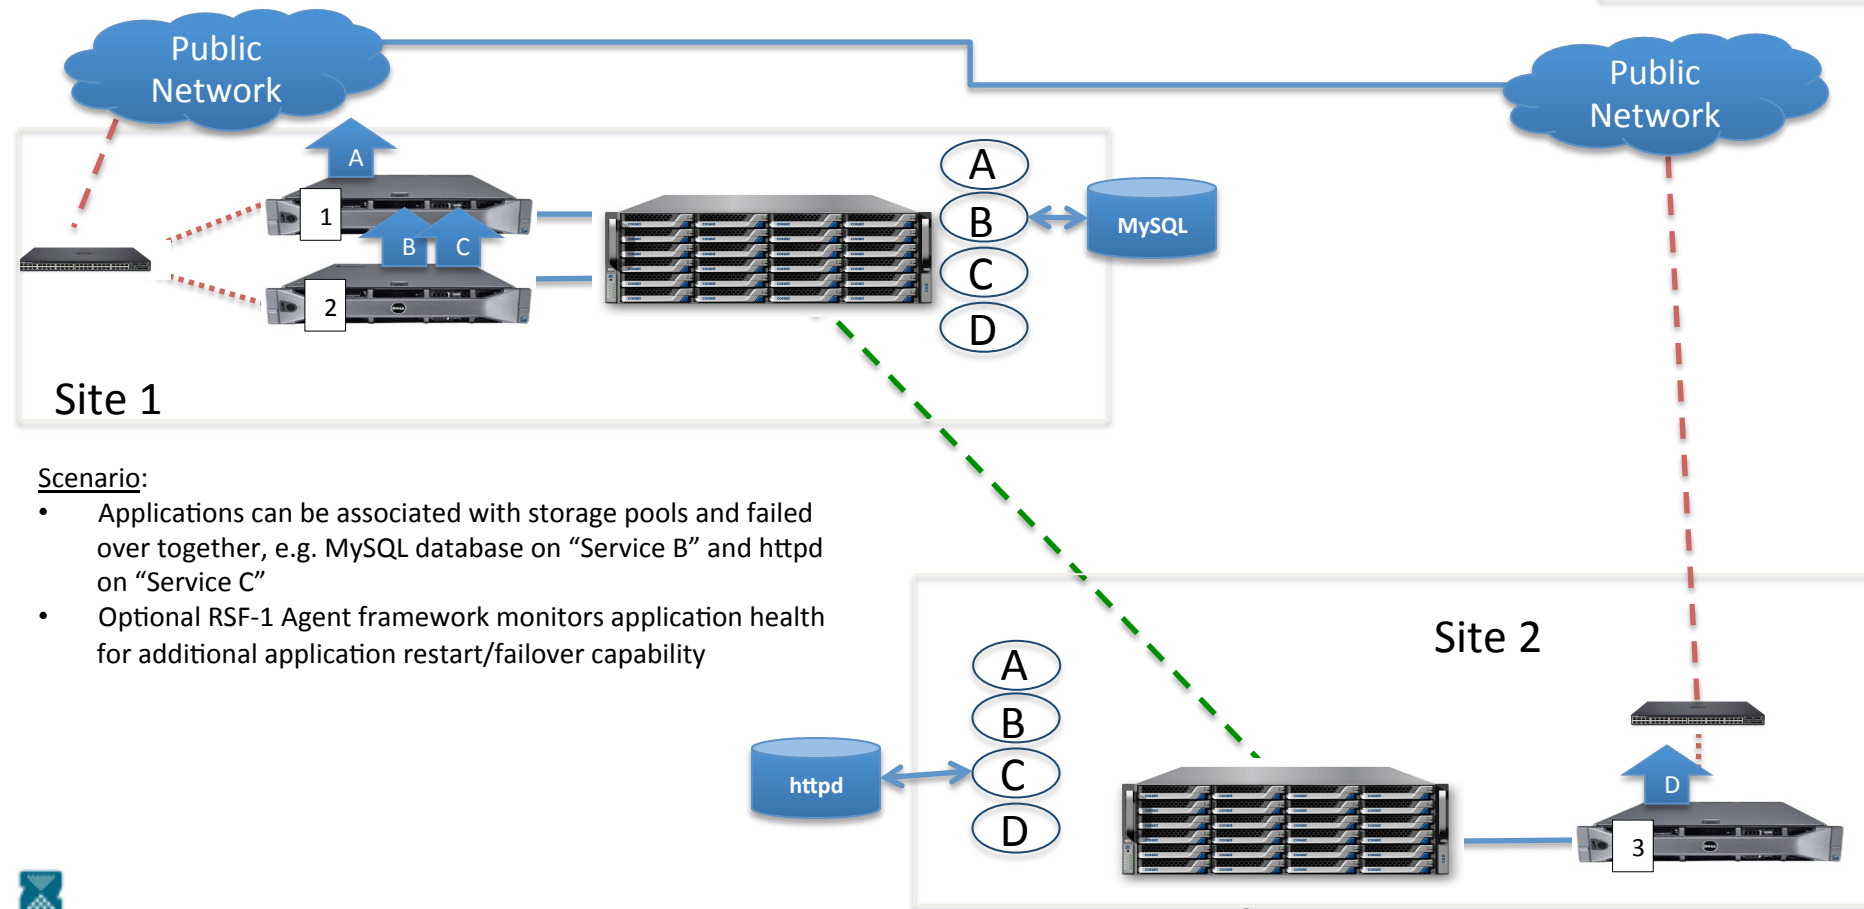 Public
Network
Public
Network
A
1
B C
2
A
B
C
D
MySQL
Site 1
Scenario:
• Applications can be associated with storage pools and failed
over together, e.g. MySQL database on “Service B” and httpd
on “Service C”
• Optional RSF-1 Agent framework monitors application health
for additional application restart/failover capability
Site 2
A
B
C
D
httpd
D
3